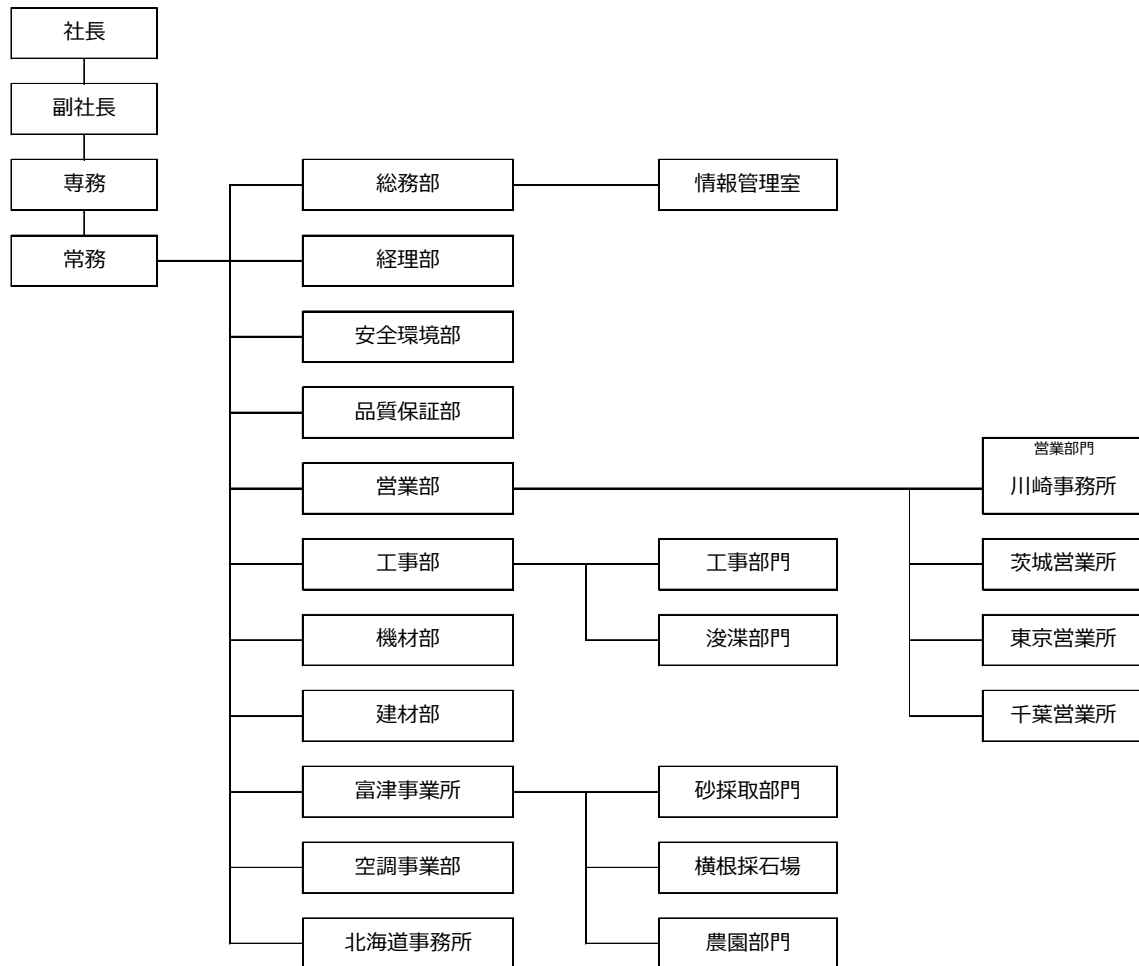 社長
副社長
専務
総務部
情報管理室
常務
経理部
安全環境部
品質保証部
営業部門
営業部
川崎事務所
工事部
工事部門
茨城営業所
機材部
浚渫部門
東京営業所
建材部
千葉営業所
富津事業所
砂採取部門
空調事業部
横根採石場
北海道事務所
農園部門